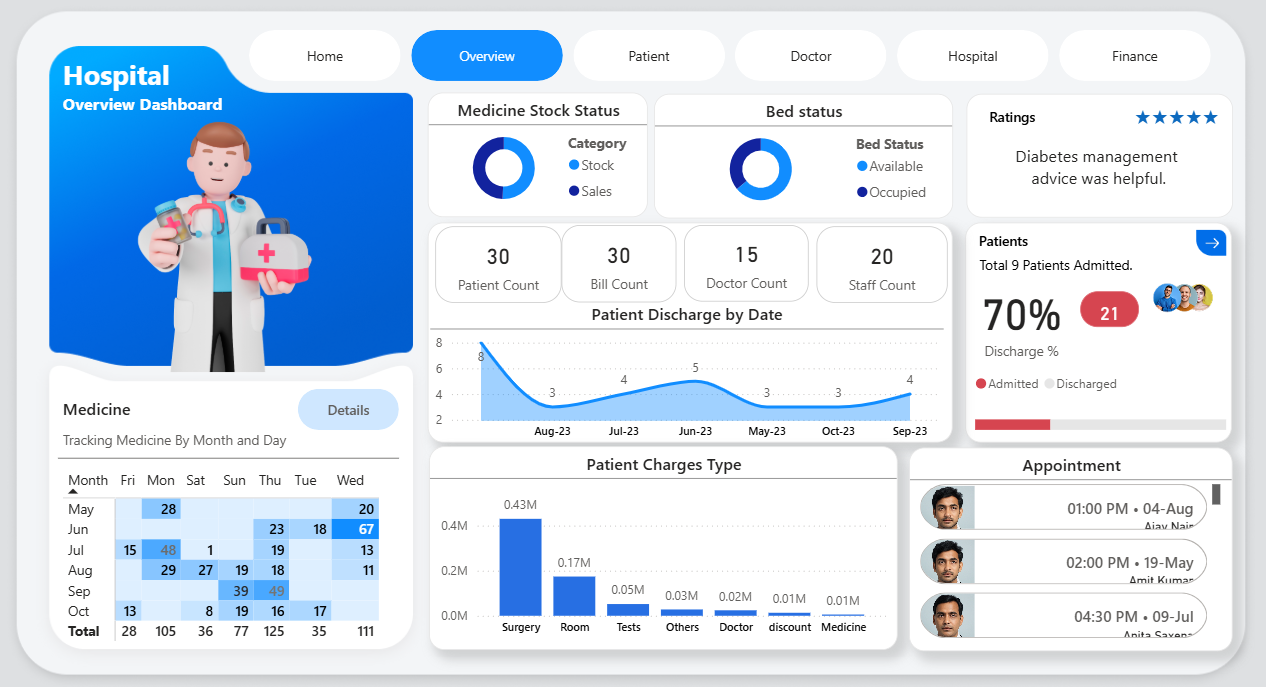 Home
Overview
Patient
Doctor
Hospital
Finance
Hospital
Overview Dashboard
Medicine Stock Status
Category
Stock
Sales
Bed status
Bed Status
Available
Occupied
Ratings
★★★★★
Diabetes management
advice was helpful.
30
Patient Count
30
Bill Count
15
Doctor Count
20
Staff Count
Patient Discharge by Date
8
6
4
2
8
3
4
5
3
3
4
Aug-23
Jul-23
Jun-23
May-23
Oct-23
Sep-23
Patients
→
Total 9 Patients Admitted.
70%
21
Discharge %
Admitted
Discharged
Medicine
Details
Tracking Medicine By Month and Day
Month Fri Mon Sat Sun Thu Tue Wed
May 28 20
Jun 23 18 67
Jul 15 48 1 19 13
Aug 29 27 19 18 11
Sep 39 49
Oct 13 8 19 16 17
Total 28 105 36 77 125 35 111
Patient Charges Type
0.4M
0.2M
0.0M
0.43M
0.17M
0.05M
0.03M
0.02M
0.01M
0.01M
Surgery
Room
Tests
Others
Doctor
discount
Medicine
Appointment
01:00 PM • 04-Aug
Ajay Nair
02:00 PM • 19-May
Amit Kumar
04:30 PM • 09-Jul
Anita Saxena